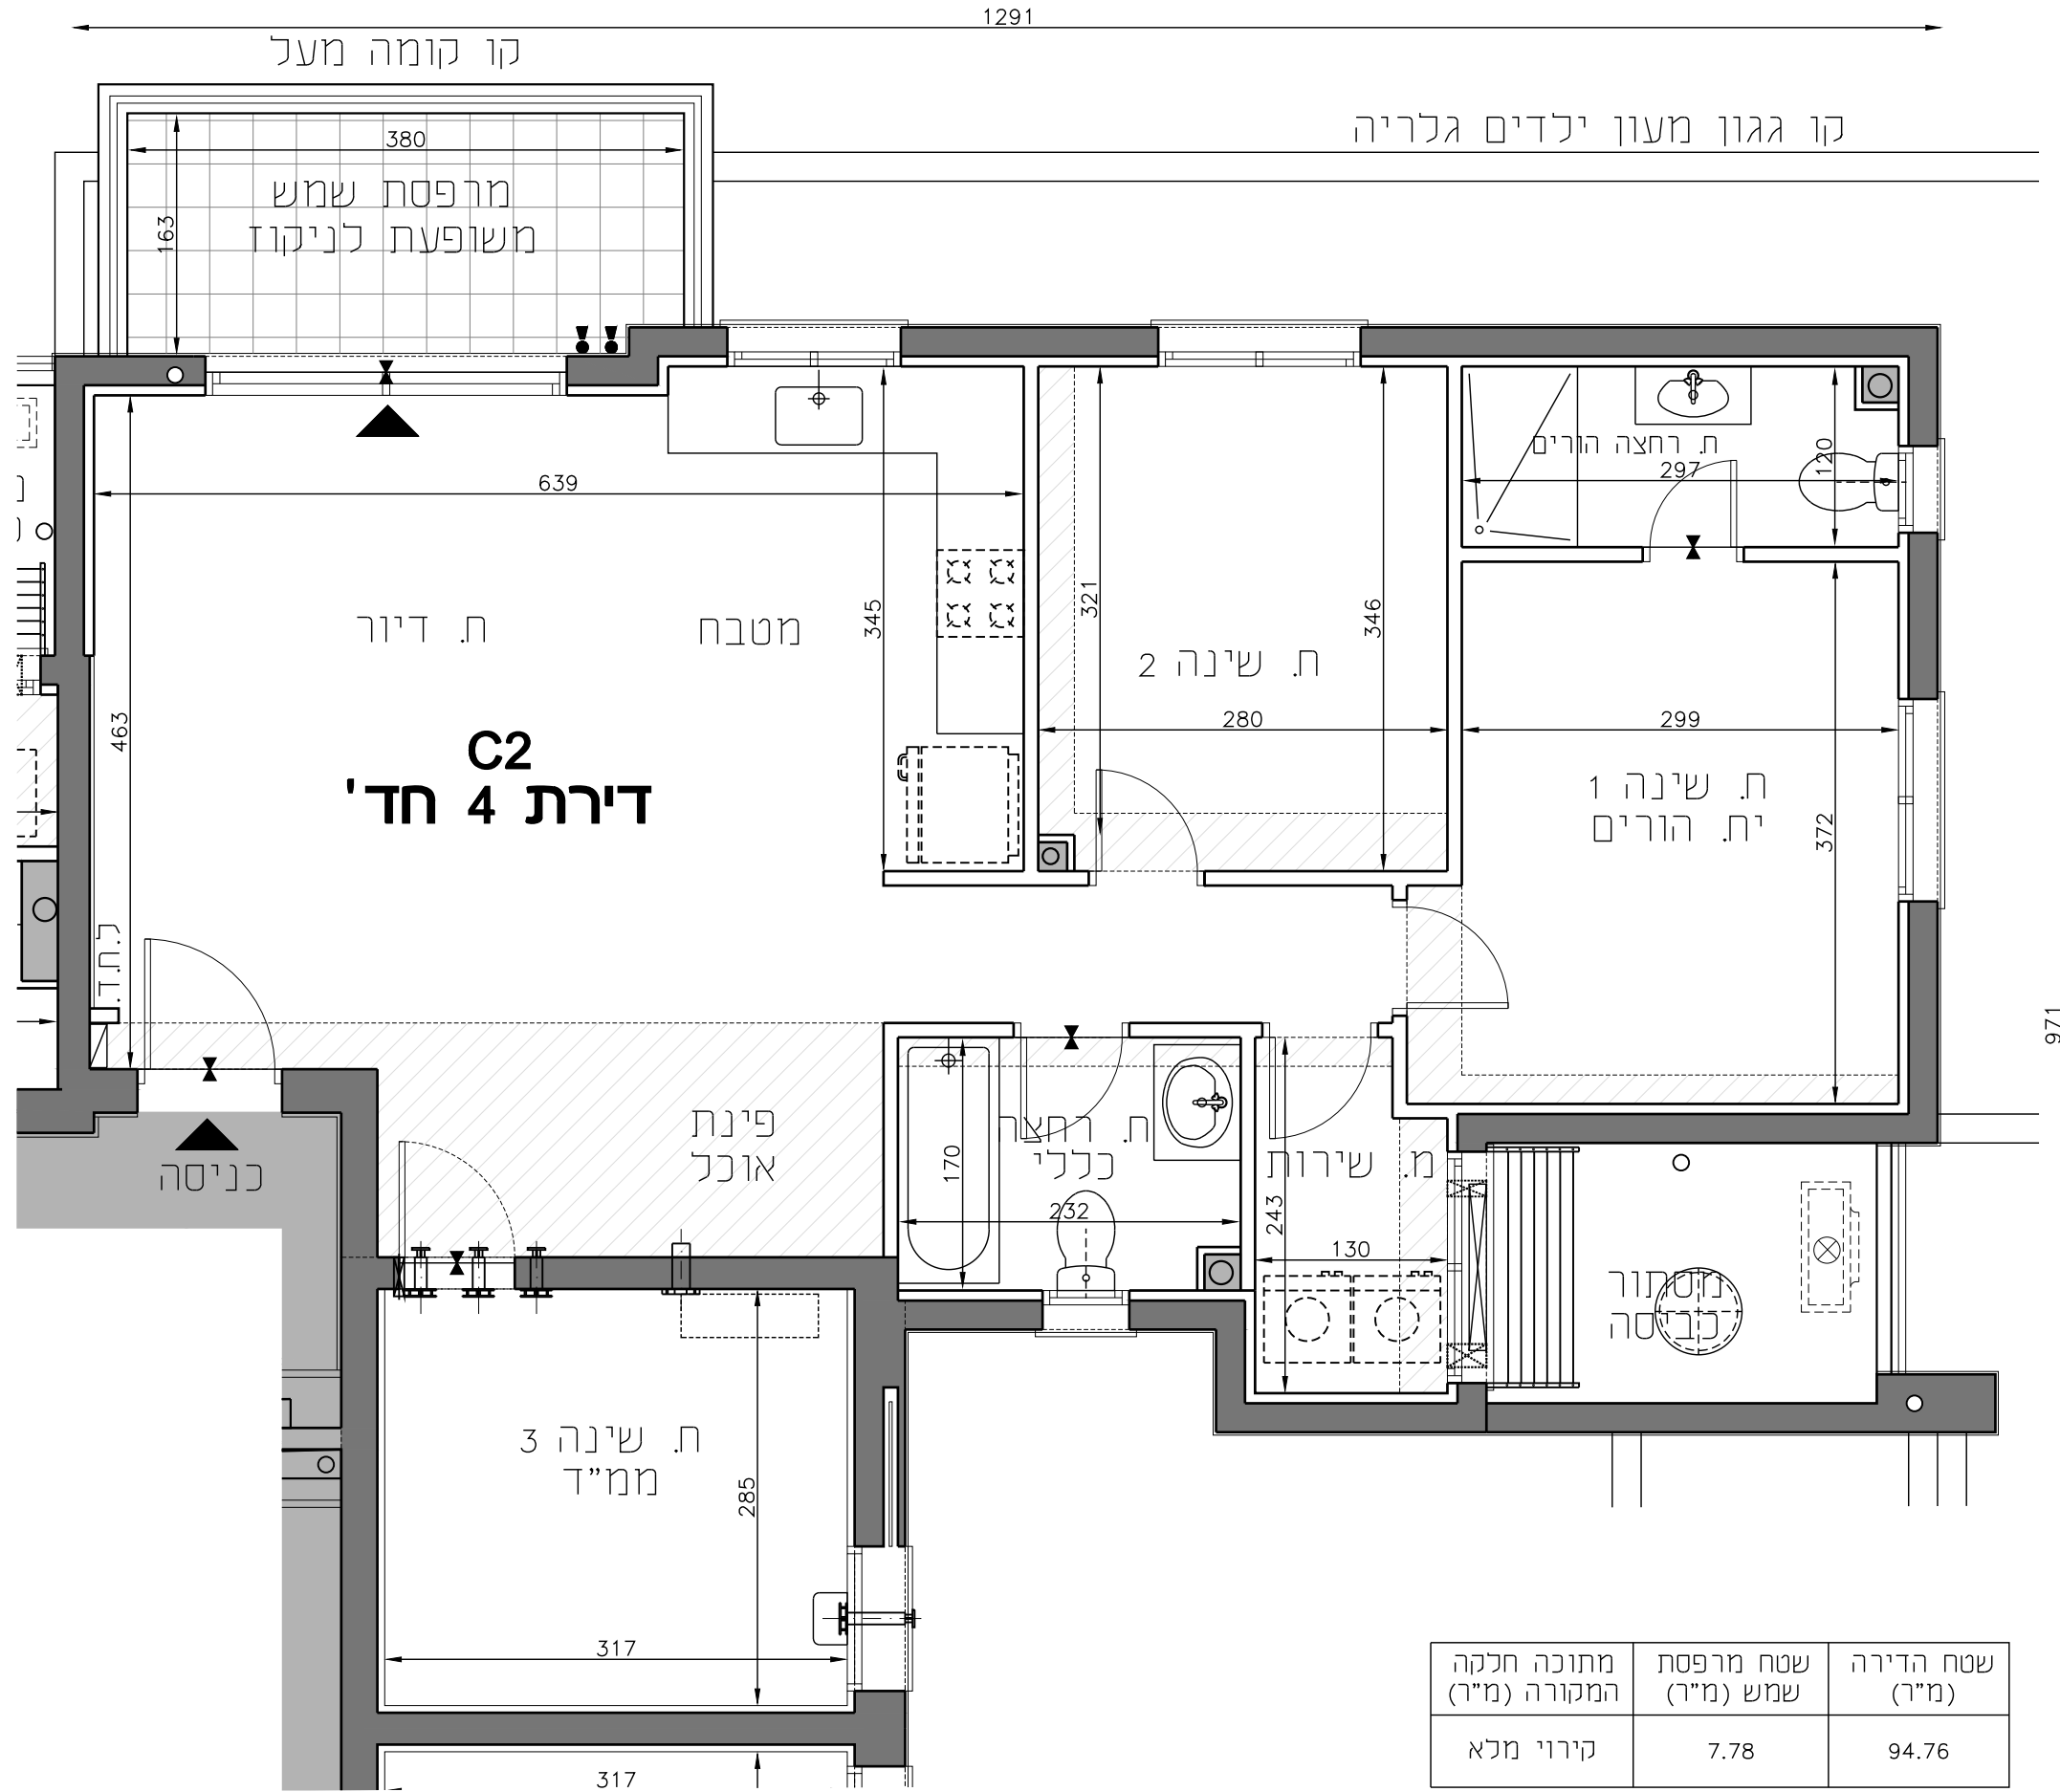 1291
קו קומה מעל
קו גגון מעון ילדים גלריה
380
163
מרפסת שמש
משופעת לניקוז
ח. רחצה הורים
120
297
639
345
321
346
ח. דיור
מטבח
ח. שינה 2
463
280
299
C2
דירת 4 חד'
ח. שינה 1
יח. הורים
372
ל.ח.ד.
971
פינת
אוכל
ח. רחצה
כללי
170
232
מ. שירות
243
130
כניסה
מסתור
כביסה
ח. שינה 3
ממ"ד
285
317
317
שטח הדירה
(מ"ר)
שטח מרפסת
שמש (מ"ר)
מתוכה חלקה
המקורה (מ"ר)
94.76
7.78
קירוי מלא